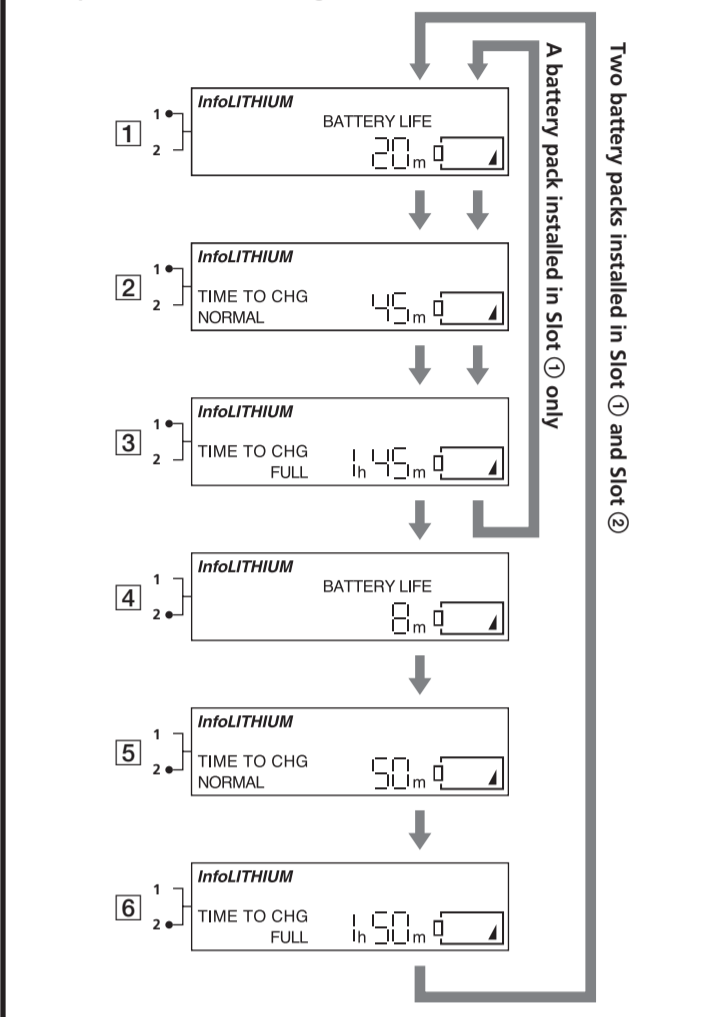 1
1
2
InfoLITHIUM
BATTERY LIFE
20m
2
1
2
InfoLITHIUM
TIME TO CHG
NORMAL
45m
3
1
2
InfoLITHIUM
TIME TO CHG
FULL
1h 45m
4
1
2
InfoLITHIUM
BATTERY LIFE
8m
5
1
2
InfoLITHIUM
TIME TO CHG
NORMAL
50m
6
1
2
InfoLITHIUM
TIME TO CHG
FULL
1h 50m
A battery pack installed in Slot ① only
Two battery packs installed in Slot ① and Slot ②